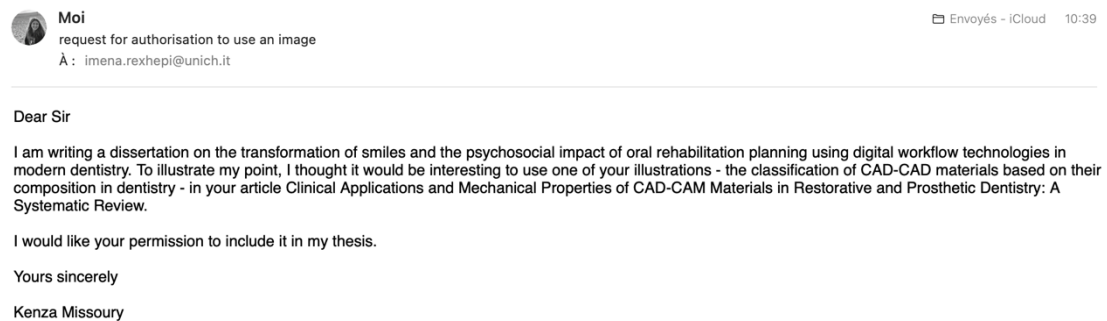 Moi
Envoyés - iCloud 10:39
request for authorisation to use an image
À : imena.rexhepi@unich.it
Dear Sir
I am writing a dissertation on the transformation of smiles and the psychosocial impact of oral rehabilitation planning using digital workflow technologies in
modern dentistry. To illustrate my point, I thought it would be interesting to use one of your illustrations - the classification of CAD-CAD materials based on their
composition in dentistry - in your article Clinical Applications and Mechanical Properties of CAD-CAM Materials in Restorative and Prosthetic Dentistry: A
Systematic Review.
I would like your permission to include it in my thesis.
Yours sincerely
Kenza Missoury